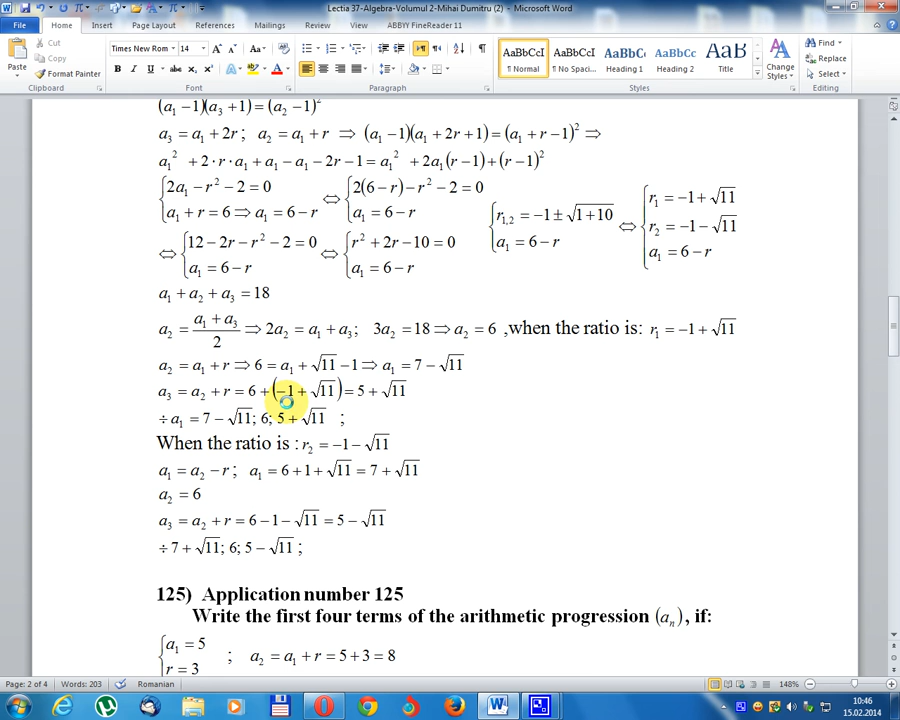 Lectia 37-Algebra-Volumul 2-Mihai Dumitru (2) - Microsoft Word
File Home Insert Page Layout References Mailings Review View ABBYY FineReader 11
Cut
Copy
Format Painter
Paste
Clipboard
Times New Rom 14
Font
Paragraph
AaBbCcI AaBbCcI AaBbC AaBbCc AaB
¶ Normal ¶ No Spaci... Heading 1 Heading 2 Title
Change Styles
Styles
Find
Replace
Select
Editing
(a₁ −1)(a₃ +1) = (a₂ −1)²
a₃ = a₁ + 2r ; a₂ = a₁ + r ⇒ (a₁ −1)(a₁ + 2r +1) = (a₁ + r −1)² ⇒
a₁² + 2·r·a₁ + a₁ − a₁ − 2r −1 = a₁² + 2a₁(r −1) + (r −1)²
{2a₁ − r² − 2 = 0 ⇔ {2(6 − r) − r² − 2 = 0
a₁ + r = 6 ⇒ a₁ = 6 − r a₁ = 6 − r
{r₁,₂ = −1 ± √1+10 ⇔ {r₁ = −1 + √11
a₁ = 6 − r r₂ = −1 − √11
a₁ = 6 − r
⇔ {12 − 2r − r² − 2 = 0 ⇔ {r² + 2r −10 = 0
a₁ = 6 − r a₁ = 6 − r
a₁ + a₂ + a₃ = 18
a₂ = (a₁ + a₃)/2 ⇒ 2a₂ = a₁ + a₃; 3a₂ = 18 ⇒ a₂ = 6 ,when the ratio is: r₁ = −1 + √11
a₂ = a₁ + r ⇒ 6 = a₁ + √11 −1 ⇒ a₁ = 7 − √11
a₃ = a₂ + r = 6 + (−1 + √11) = 5 + √11
÷ a₁ = 7 − √11; 6; 5 + √11 ;
When the ratio is : r₂ = −1 − √11
a₁ = a₂ − r; a₁ = 6 +1 + √11 = 7 + √11
a₂ = 6
a₃ = a₂ + r = 6 −1 − √11 = 5 − √11
÷ 7 + √11; 6; 5 − √11 ;
125) Application number 125
Write the first four terms of the arithmetic progression (aₙ), if:
{a₁ = 5 ; a₂ = a₁ + r = 5 + 3 = 8
r = 3
Page: 2 of 4 Words: 203 Romanian 148%
10:46
15.02.2014